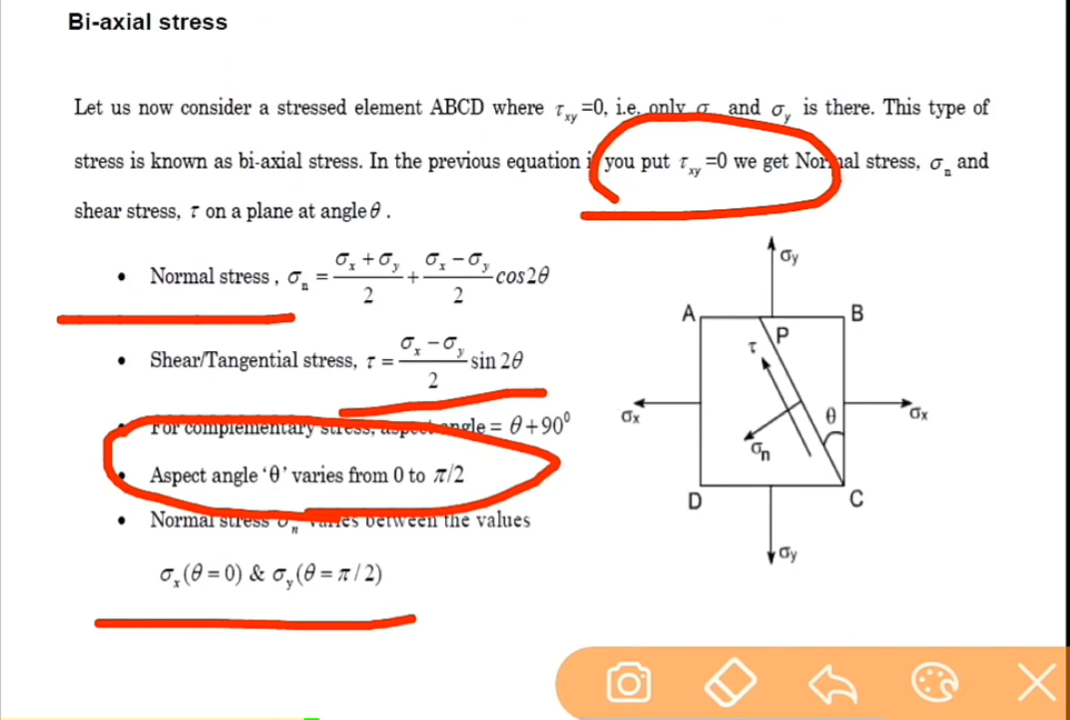 Bi-axial stress
Let us now consider a stressed element ABCD where τxy =0, i.e. only σ and σy is there. This type of
stress is known as bi-axial stress. In the previous equation if you put τxy =0 we get Normal stress, σn and
shear stress, τ on a plane at angle θ .
• Normal stress , σn = (σx + σy)/2 + (σx − σy)/2 cos 2θ
• Shear/Tangential stress, τ = (σx − σy)/2 sin 2θ
• For complementary stress, aspect angle = θ + 90⁰
• Aspect angle ‘θ’ varies from 0 to π/2
• Normal stress σn varies between the values
σx (θ = 0) & σy (θ = π / 2)
σy
A
B
P
τ
σx
θ
σx
σn
D
C
σy